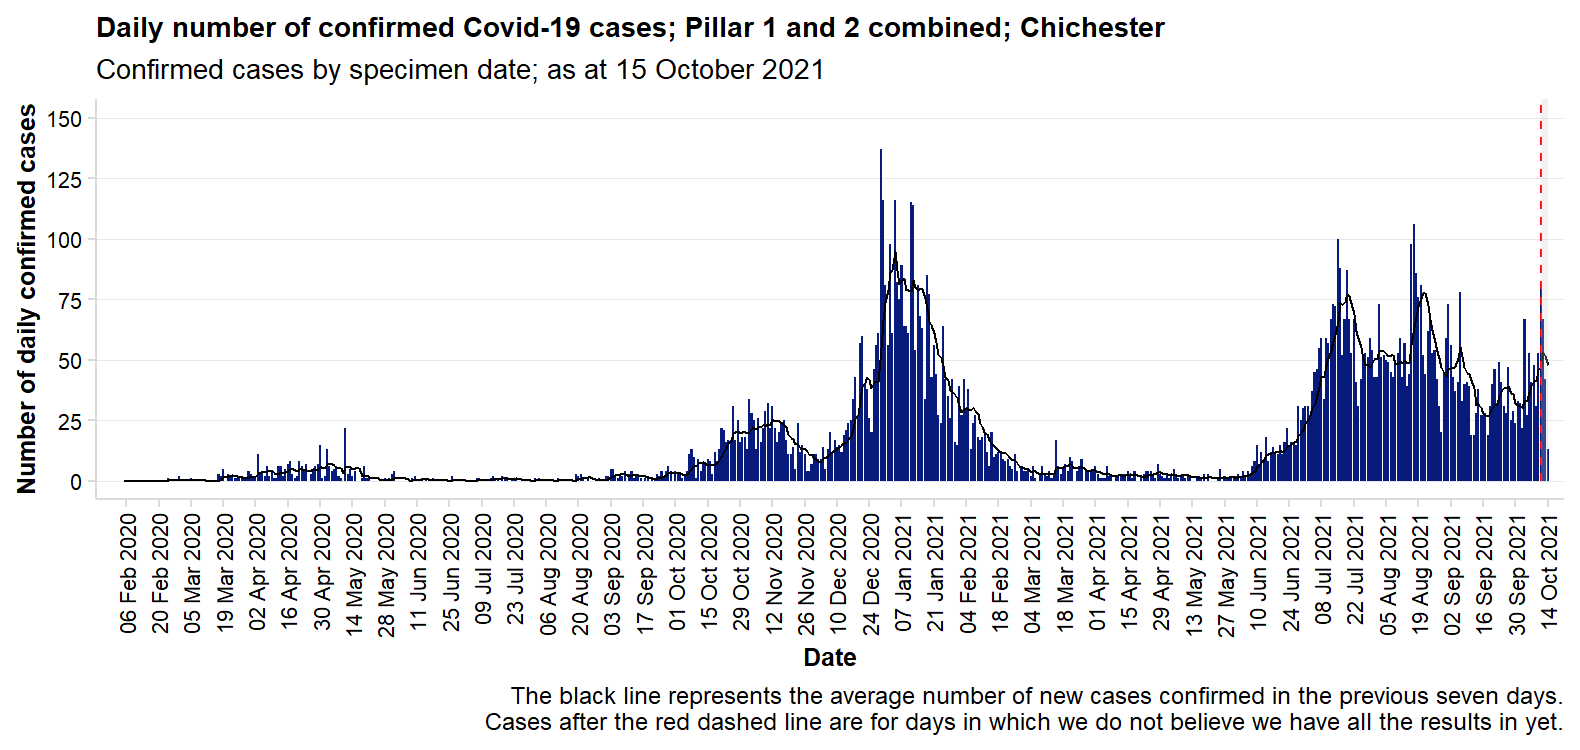 Daily number of confirmed Covid-19 cases; Pillar 1 and 2 combined; Chichester
Confirmed cases by specimen date; as at 15 October 2021
Number of daily confirmed cases
150
125
100
75
50
25
0
06 Feb 2020
20 Feb 2020
05 Mar 2020
19 Mar 2020
02 Apr 2020
16 Apr 2020
30 Apr 2020
14 May 2020
28 May 2020
11 Jun 2020
25 Jun 2020
09 Jul 2020
23 Jul 2020
06 Aug 2020
20 Aug 2020
03 Sep 2020
17 Sep 2020
01 Oct 2020
15 Oct 2020
29 Oct 2020
12 Nov 2020
26 Nov 2020
10 Dec 2020
24 Dec 2020
07 Jan 2021
21 Jan 2021
04 Feb 2021
18 Feb 2021
04 Mar 2021
18 Mar 2021
01 Apr 2021
15 Apr 2021
29 Apr 2021
13 May 2021
27 May 2021
10 Jun 2021
24 Jun 2021
08 Jul 2021
22 Jul 2021
05 Aug 2021
19 Aug 2021
02 Sep 2021
16 Sep 2021
30 Sep 2021
14 Oct 2021
Date
The black line represents the average number of new cases confirmed in the previous seven days.
Cases after the red dashed line are for days in which we do not believe we have all the results in yet.